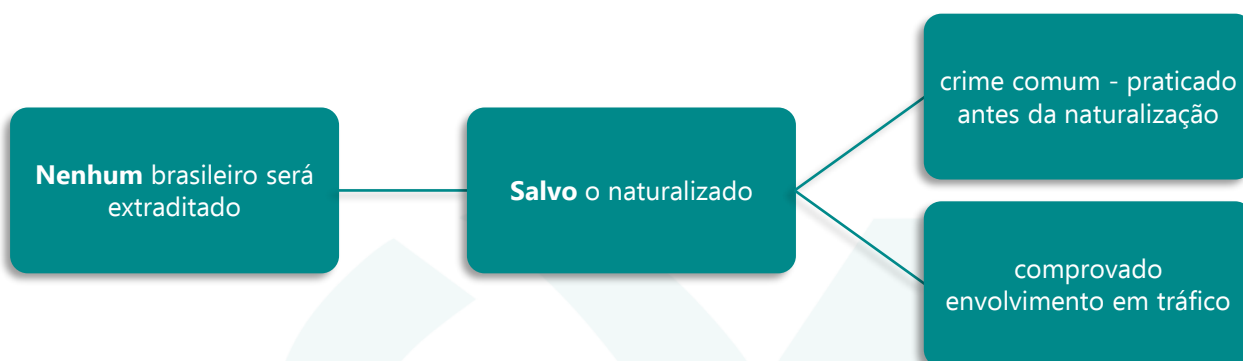 Nenhum brasileiro será
extraditado
Salvo o naturalizado
crime comum - praticado
antes da naturalização
comprovado
envolvimento em tráfico